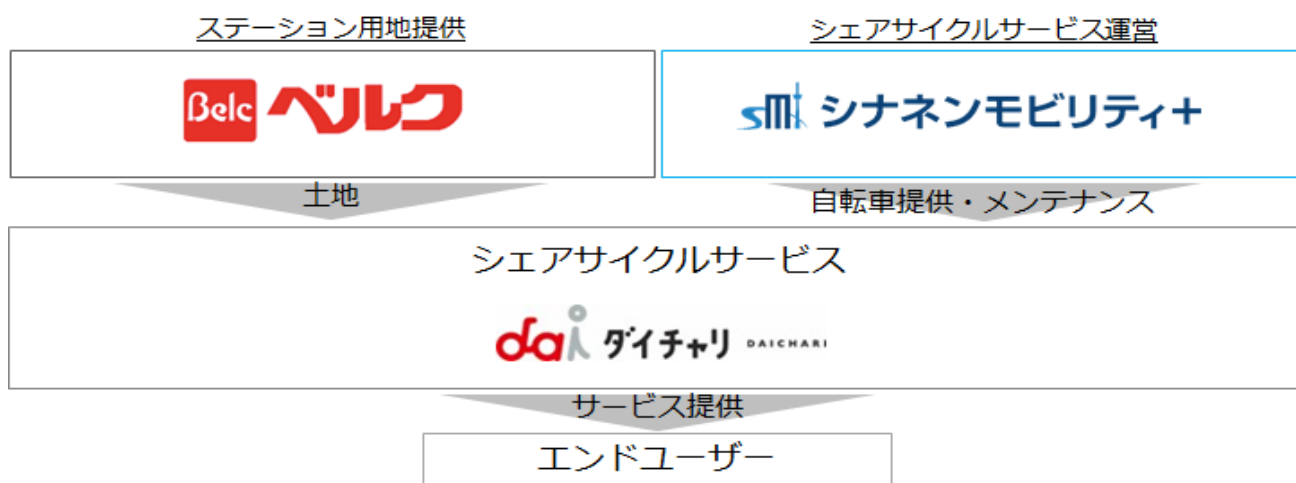 ステーション用地提供
シェアサイクルサービス運営
Belc ベルク
smt シナネンモビリティ+
土地
自転車提供・メンテナンス
シェアサイクルサービス
dai ダイチャリ DAICHARI
サービス提供
エンドユーザー